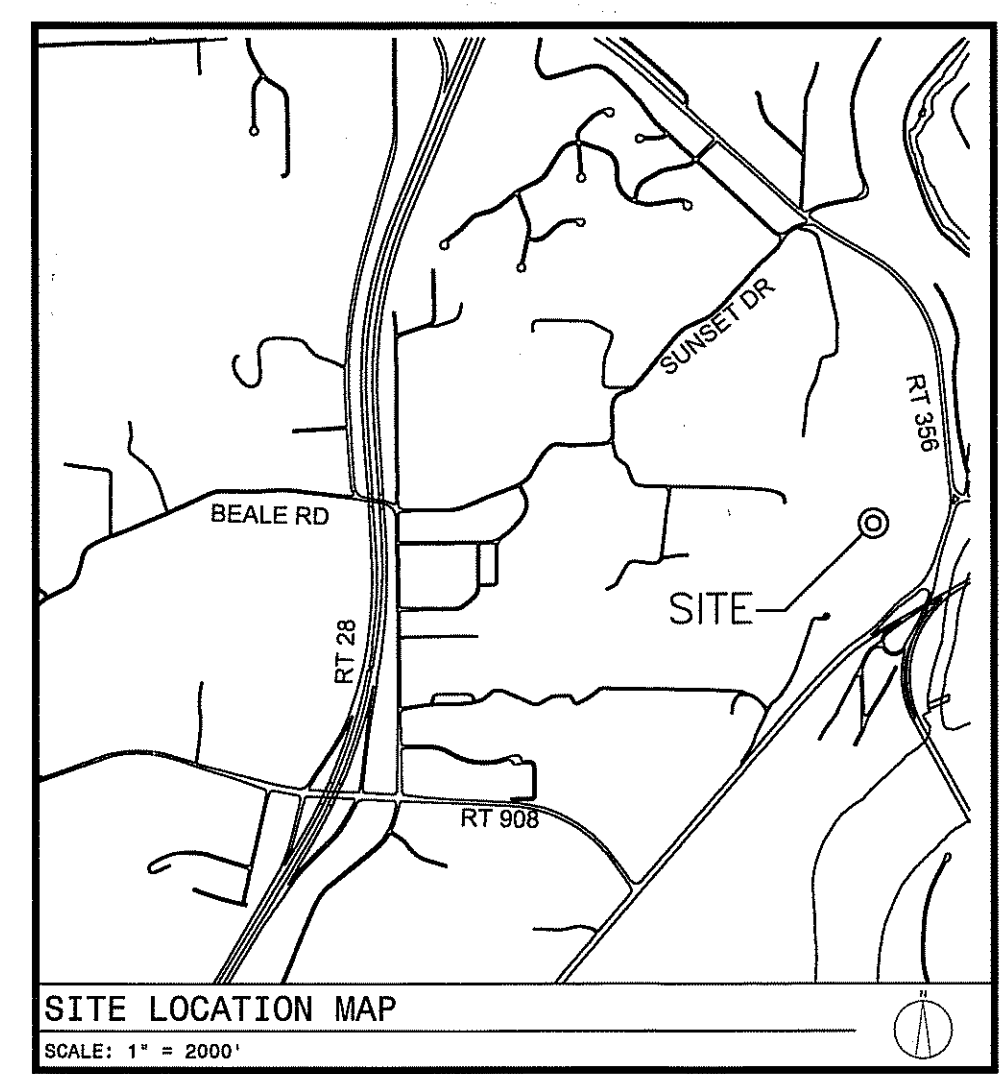 SUNSET DR
RT 356
BEALE RD
SITE
RT 28
RT 908
SITE LOCATION MAP
SCALE: 1" = 2000'
N